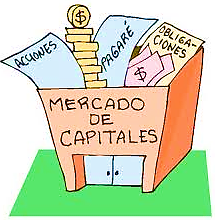 ACCIONES
$
PAGARÉ
OBLIGA-
CIONES
$
MERCADO
DE
CAPITALES